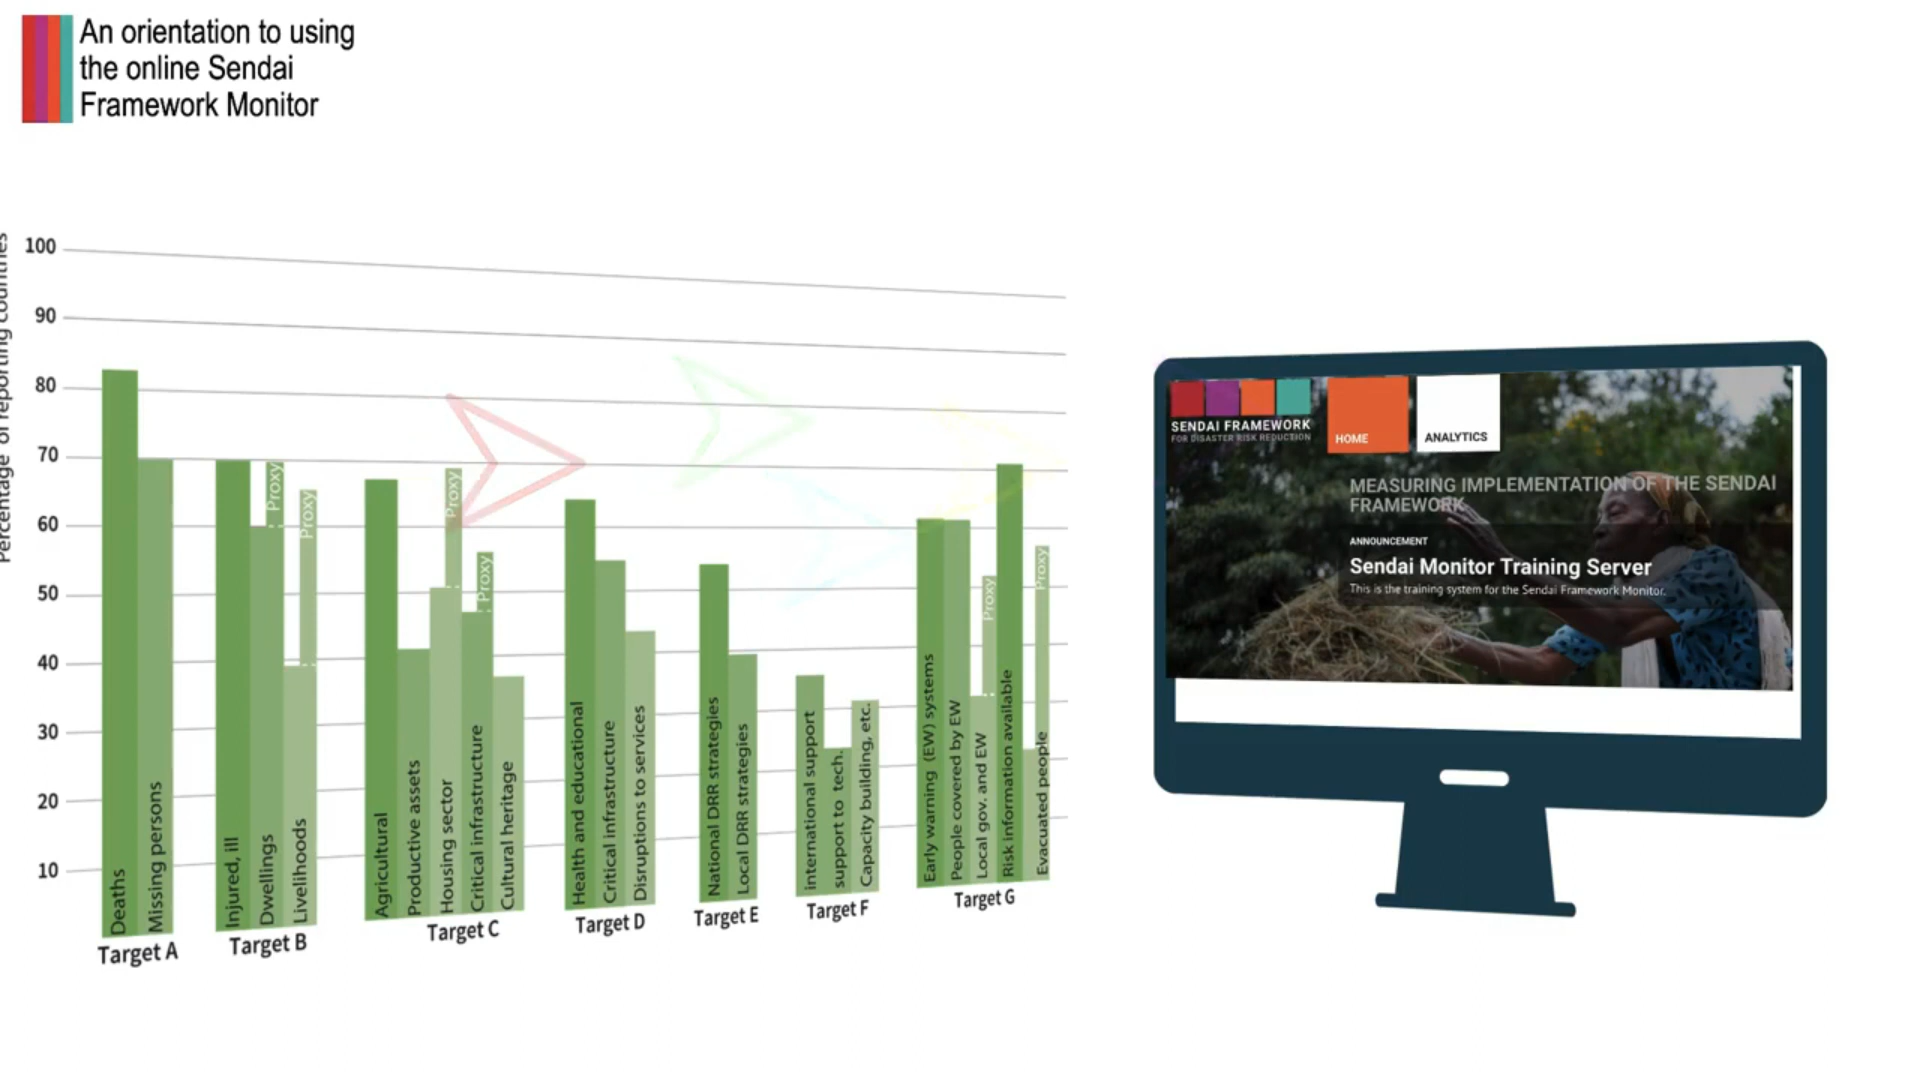 An orientation to using
the online Sendai
Framework Monitor
Percentage of reporting countries
100
90
80
70
60
50
40
30
20
10
Deaths
Missing persons
Target A
Injured, ill
Dwellings
Proxy
Livelihoods
Proxy
Target B
Agricultural
Productive assets
Housing sector
Proxy
Critical infrastructure
Proxy
Cultural heritage
Target C
Health and educational
Critical infrastructure
Disruptions to services
Target D
National DRR strategies
Local DRR strategies
Target E
international support
support to tech.
Capacity building, etc.
Target F
Early warning (EW) systems
People covered by EW
Local gov. and EW
Proxy
Risk information available
Evacuated people
Proxy
Target G
SENDAI FRAMEWORK
FOR DISASTER RISK REDUCTION
HOME
ANALYTICS
MEASURING IMPLEMENTATION OF THE SENDAI
FRAMEWORK
ANNOUNCEMENT
Sendai Monitor Training Server
This is the training system for the Sendai Framework Monitor.